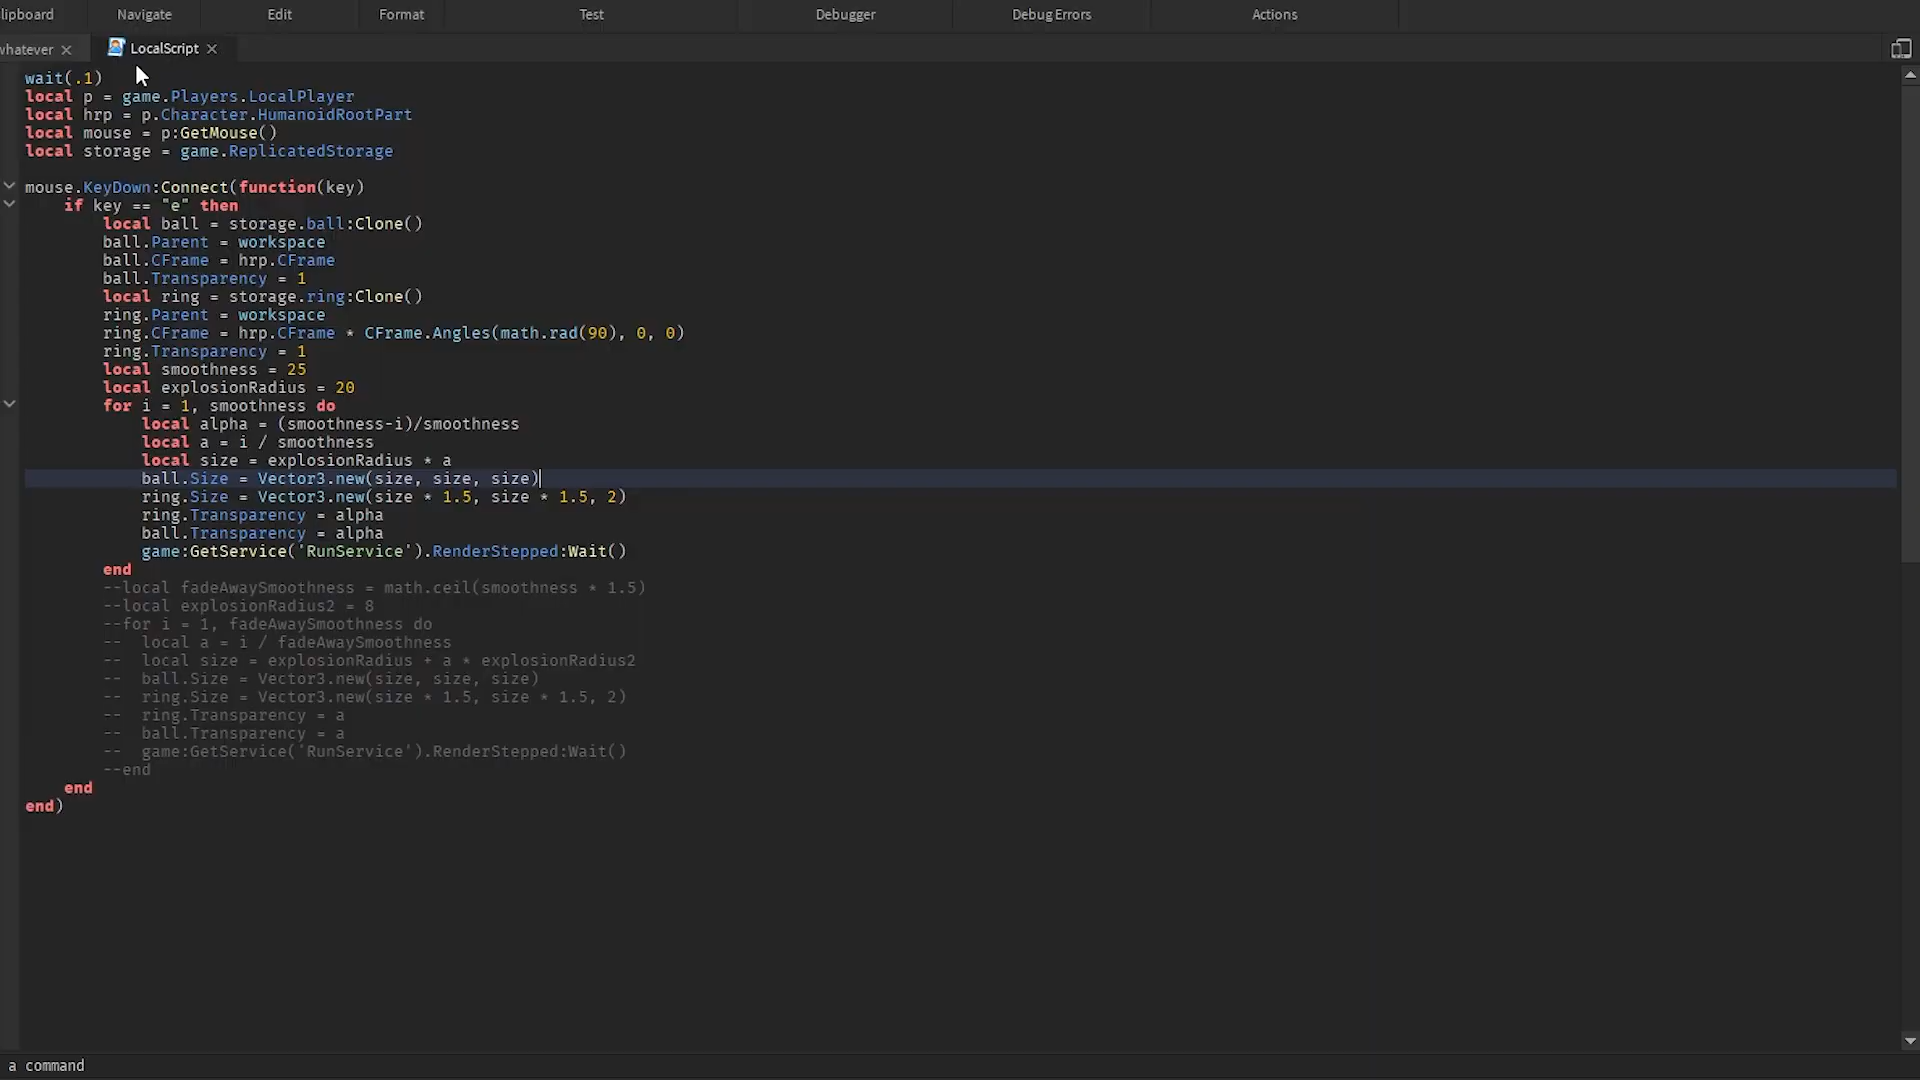 lipboard Navigate Edit Format Test Debugger Debug Errors Actions
whatever LocalScript
wait(.1)
local p = game.Players.LocalPlayer
local hrp = p.Character.HumanoidRootPart
local mouse = p:GetMouse()
local storage = game.ReplicatedStorage
mouse.KeyDown:Connect(function(key)
if key == "e" then
local ball = storage.ball:Clone()
ball.Parent = workspace
ball.CFrame = hrp.CFrame
ball.Transparency = 1
local ring = storage.ring:Clone()
ring.Parent = workspace
ring.CFrame = hrp.CFrame * CFrame.Angles(math.rad(90), 0, 0)
ring.Transparency = 1
local smoothness = 25
local explosionRadius = 20
for i = 1, smoothness do
local alpha = (smoothness-i)/smoothness
local a = i / smoothness
local size = explosionRadius * a
ball.Size = Vector3.new(size, size, size)
ring.Size = Vector3.new(size * 1.5, size * 1.5, 2)
ring.Transparency = alpha
ball.Transparency = alpha
game:GetService('RunService').RenderStepped:Wait()
end
--local fadeAwaySmoothness = math.ceil(smoothness * 1.5)
--local explosionRadius2 = 8
--for i = 1, fadeAwaySmoothness do
-- local a = i / fadeAwaySmoothness
-- local size = explosionRadius + a * explosionRadius2
-- ball.Size = Vector3.new(size, size, size)
-- ring.Size = Vector3.new(size * 1.5, size * 1.5, 2)
-- ring.Transparency = a
-- ball.Transparency = a
-- game:GetService('RunService').RenderStepped:Wait()
--end
end
end)
a command